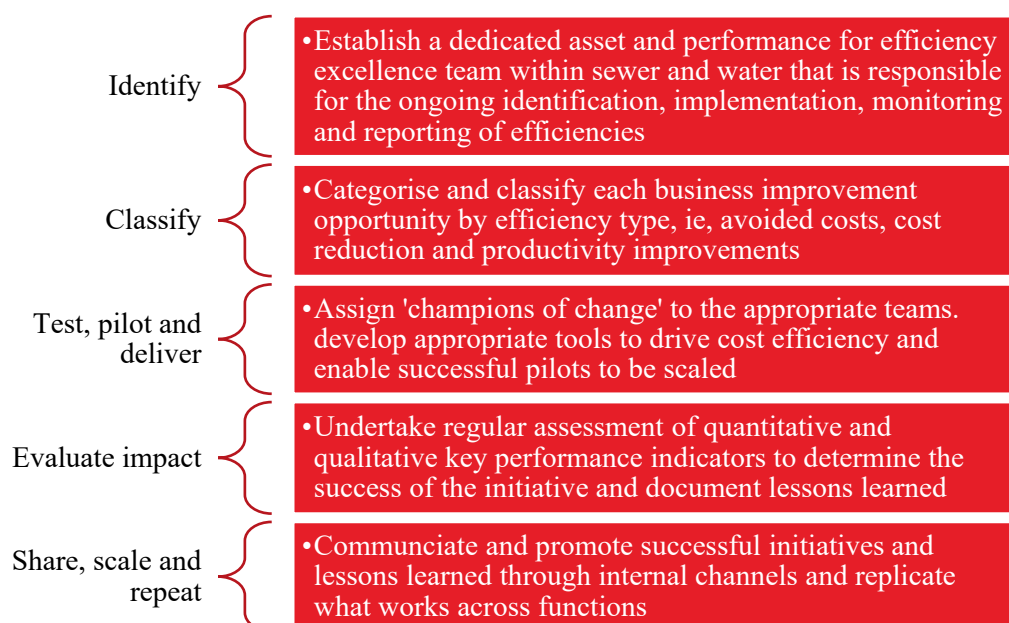 Identify
•Establish a dedicated asset and performance for efficiency
excellence team within sewer and water that is responsible
for the ongoing identification, implementation, monitoring
and reporting of efficiencies
Classify
•Categorise and classify each business improvement
opportunity by efficiency type, ie, avoided costs, cost
reduction and productivity improvements
Test, pilot and
deliver
•Assign 'champions of change' to the appropriate teams.
develop appropriate tools to drive cost efficiency and
enable successful pilots to be scaled
Evaluate impact
•Undertake regular assessment of quantitative and
qualitative key performance indicators to determine the
success of the initiative and document lessons learned
Share, scale and
repeat
•Communciate and promote successful initiatives and
lessons learned through internal channels and replicate
what works across functions